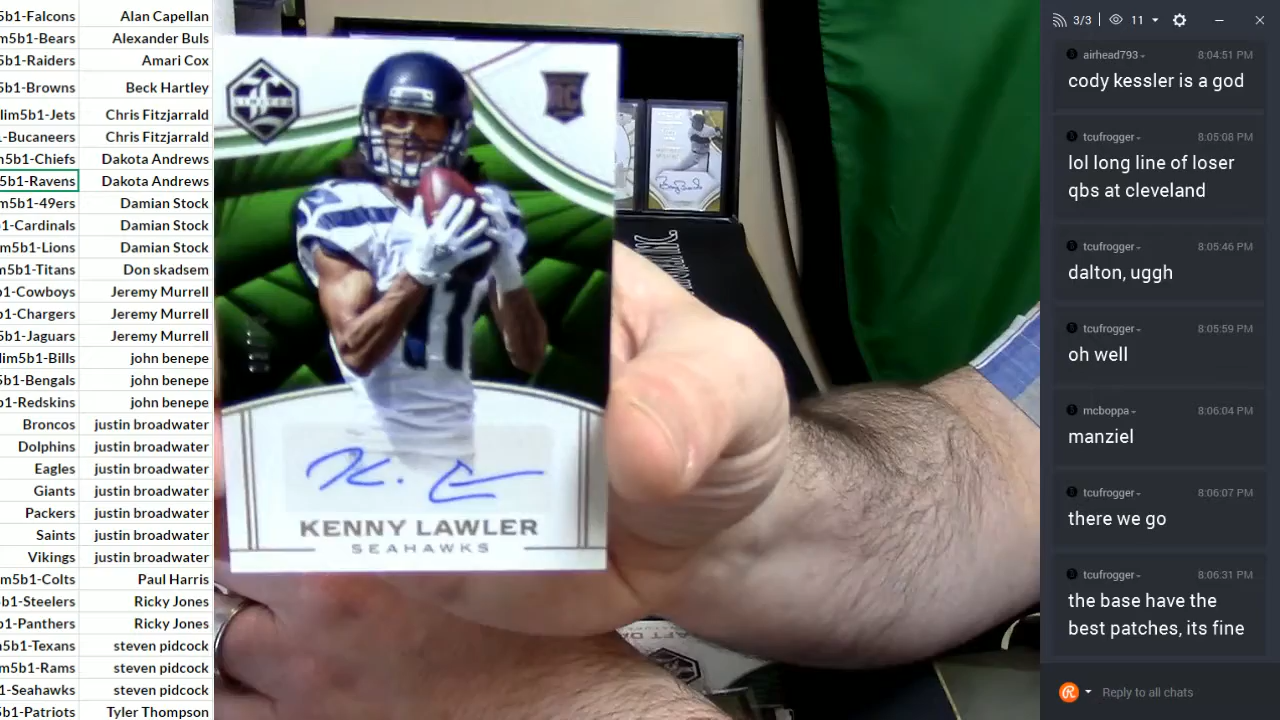 5b1-Falcons Alan Capellan
m5b1-Bears Alexander Buls
5b1-Raiders Amari Cox
5b1-Browns Beck Hartley
lim5b1-Jets Chris Fitzjarrald
1-Bucaneers Chris Fitzjarrald
m5b1-Chiefs Dakota Andrews
5b1-Ravens Dakota Andrews
m5b1-49ers Damian Stock
1-Cardinals Damian Stock
m5b1-Lions Damian Stock
m5b1-Titans Don skadsem
b1-Cowboys Jeremy Murrell
b1-Chargers Jeremy Murrell
5b1-Jaguars Jeremy Murrell
lim5b1-Bills john benepe
5b1-Bengals john benepe
b1-Redskins john benepe
Broncos justin broadwater
Dolphins justin broadwater
Eagles justin broadwater
Giants justin broadwater
Packers justin broadwater
Saints justin broadwater
Vikings justin broadwater
m5b1-Colts Paul Harris
b1-Steelers Ricky Jones
b1-Panthers Ricky Jones
m5b1-Texans steven pidcock
m5b1-Rams steven pidcock
1-Seahawks steven pidcock
5b1-Patriots Tyler Thompson
LIMITED
RC
11
KENNY LAWLER
SEAHAWKS
3/3 | 11
airhead793 8:04:51 PM
cody kessler is a god
tcufrogger 8:05:08 PM
lol long line of loser
qbs at cleveland
tcufrogger 8:05:46 PM
dalton, uggh
tcufrogger 8:05:59 PM
oh well
mcboppa 8:06:04 PM
manziel
tcufrogger 8:06:07 PM
there we go
tcufrogger 8:06:31 PM
the base have the
best patches, its fine
Reply to all chats